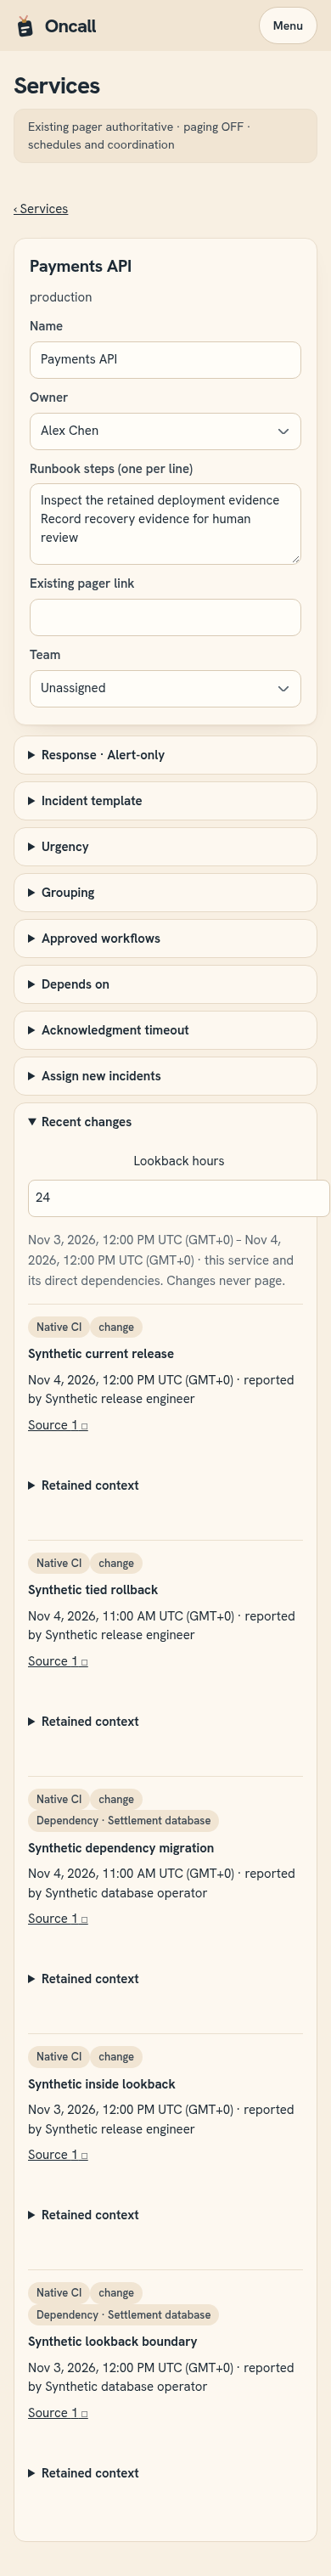 Oncall
Menu
Services
Existing pager authoritative · paging OFF ·
schedules and coordination
‹ Services
Payments API
production
Name
Payments API
Owner
Alex Chen
Runbook steps (one per line)
Inspect the retained deployment evidence
Record recovery evidence for human
review
Existing pager link
Team
Unassigned
Response · Alert-only
Incident template
Urgency
Grouping
Approved workflows
Depends on
Acknowledgment timeout
Assign new incidents
Recent changes
Lookback hours
24
Nov 3, 2026, 12:00 PM UTC (GMT+0) – Nov 4,
2026, 12:00 PM UTC (GMT+0) · this service and
its direct dependencies. Changes never page.
Native CI change
Synthetic current release
Nov 4, 2026, 12:00 PM UTC (GMT+0) · reported
by Synthetic release engineer
Source 1
Retained context
Native CI change
Synthetic tied rollback
Nov 4, 2026, 11:00 AM UTC (GMT+0) · reported
by Synthetic release engineer
Source 1
Retained context
Native CI change
Dependency · Settlement database
Synthetic dependency migration
Nov 4, 2026, 11:00 AM UTC (GMT+0) · reported
by Synthetic database operator
Source 1
Retained context
Native CI change
Synthetic inside lookback
Nov 3, 2026, 12:00 PM UTC (GMT+0) · reported
by Synthetic release engineer
Source 1
Retained context
Native CI change
Dependency · Settlement database
Synthetic lookback boundary
Nov 3, 2026, 12:00 PM UTC (GMT+0) · reported
by Synthetic database operator
Source 1
Retained context